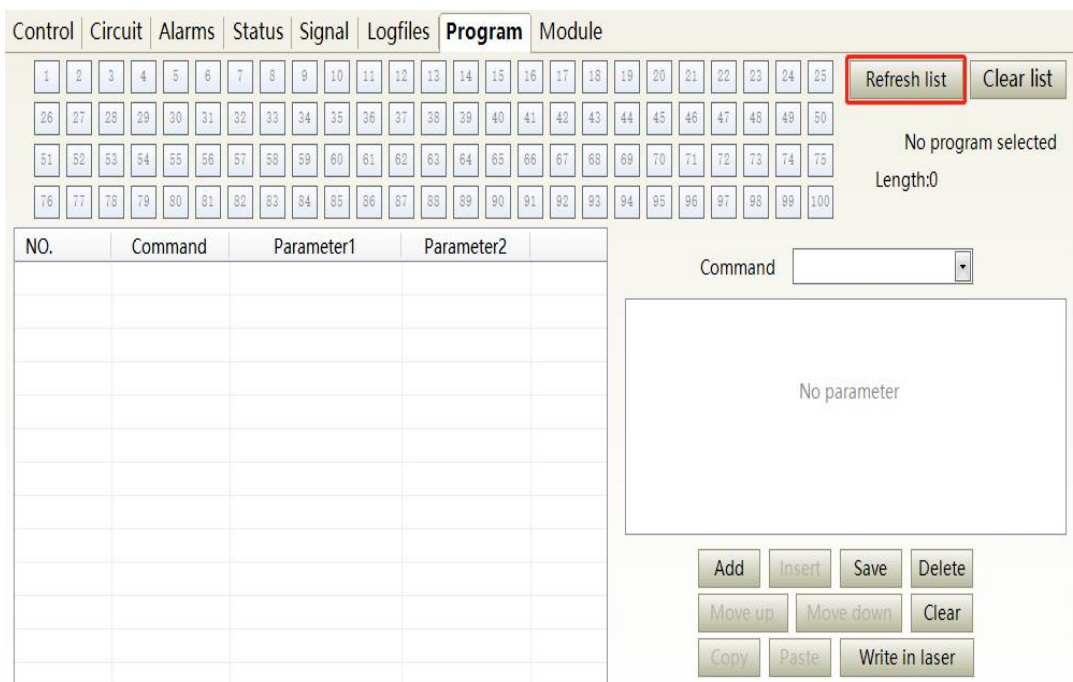 Control Circuit Alarms Status Signal Logfiles Program Module
1 2 3 4 5 6 7 8 9 10 11 12 13 14 15 16 17 18 19 20 21 22 23 24 25 Refresh list Clear list
26 27 28 29 30 31 32 33 34 35 36 37 38 39 40 41 42 43 44 45 46 47 48 49 50
No program selected
51 52 53 54 55 56 57 58 59 60 61 62 63 64 65 66 67 68 69 70 71 72 73 74 75
Length:0
76 77 78 79 80 81 82 83 84 85 86 87 88 89 90 91 92 93 94 95 96 97 98 99 100
NO. Command Parameter1 Parameter2
Command
No parameter
Add Insert Save Delete
Move up Move down Clear
Copy Paste Write in laser